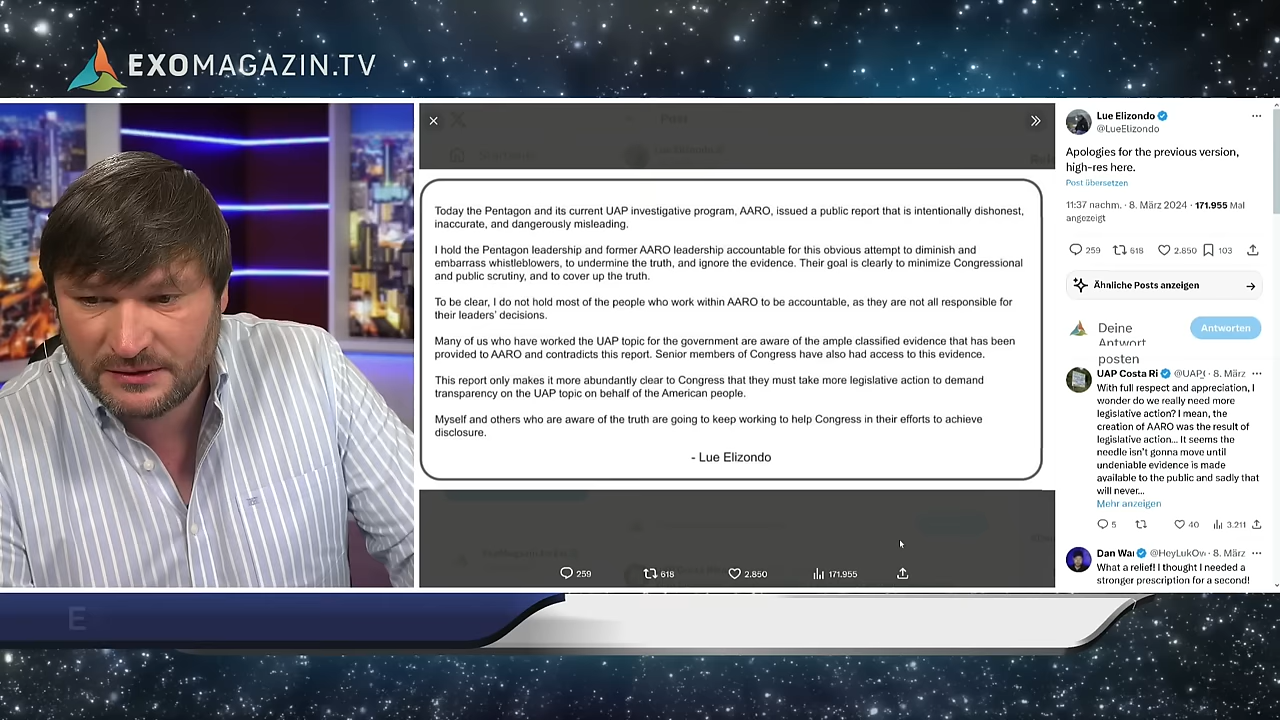 EXOMAGAZIN.TV
Today the Pentagon and its current UAP investigative program, AARO, issued a public report that is intentionally dishonest,
inaccurate, and dangerously misleading.
I hold the Pentagon leadership and former AARO leadership accountable for this obvious attempt to diminish and
embarrass whistleblowers, to undermine the truth, and ignore the evidence. Their goal is clearly to minimize Congressional
and public scrutiny, and to cover up the truth.
To be clear, I do not hold most of the people who work within AARO to be accountable, as they are not all responsible for
their leaders' decisions.
Many of us who have worked the UAP topic for the government are aware of the ample classified evidence that has been
provided to AARO and contradicts this report. Senior members of Congress have also had access to this evidence.
This report only makes it more abundantly clear to Congress that they must take more legislative action to demand
transparency on the UAP topic on behalf of the American people.
Myself and others who are aware of the truth are going to keep working to help Congress in their efforts to achieve
disclosure.
- Lue Elizondo
259 618 2.850 171.955
Lue Elizondo
@LueElizondo
Apologies for the previous version,
high-res here.
Post übersetzen
11:37 nachm. · 8. März 2024 · 171.955 Mal
angezeigt
259 618 2.850 103
Ähnliche Posts anzeigen
Deine
Antwort
posten
Antworten
UAP Costa Ri @UAP · 8. März
With full respect and appreciation, I
wonder do we really need more
legislative action? I mean, the
creation of AARO was the result of
legislative action... It seems the
needle isn't gonna move until
undeniable evidence is made
available to the public and sadly that
will never...
Mehr anzeigen
5 40 3.211
Dan @HeyLukOv · 8. März
What a relief! I thought I needed a
stronger prescription for a second!
E